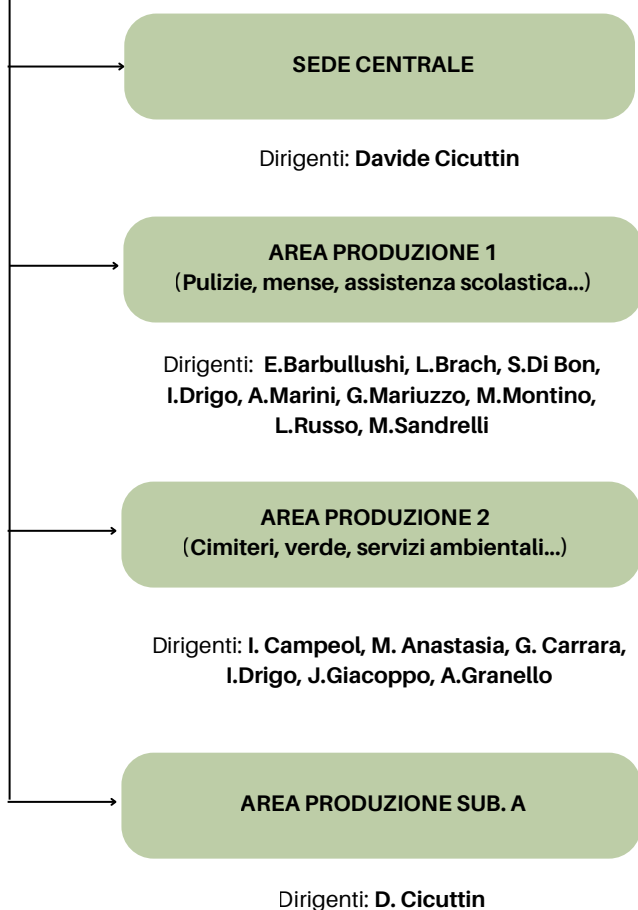 SEDE CENTRALE
Dirigenti: Davide Cicuttin
AREA PRODUZIONE 1
(Pulizie, mense, assistenza scolastica...)
Dirigenti: E.Barbullushi, L.Brach, S.Di Bon,
I.Drigo, A.Marini, G.Mariuzzo, M.Montino,
L.Russo, M.Sandrelli
AREA PRODUZIONE 2
(Cimiteri, verde, servizi ambientali...)
Dirigenti: I. Campeol, M. Anastasia, G. Carrara,
I.Drigo, J.Giacoppo, A.Granello
AREA PRODUZIONE SUB. A
Dirigenti: D. Cicuttin